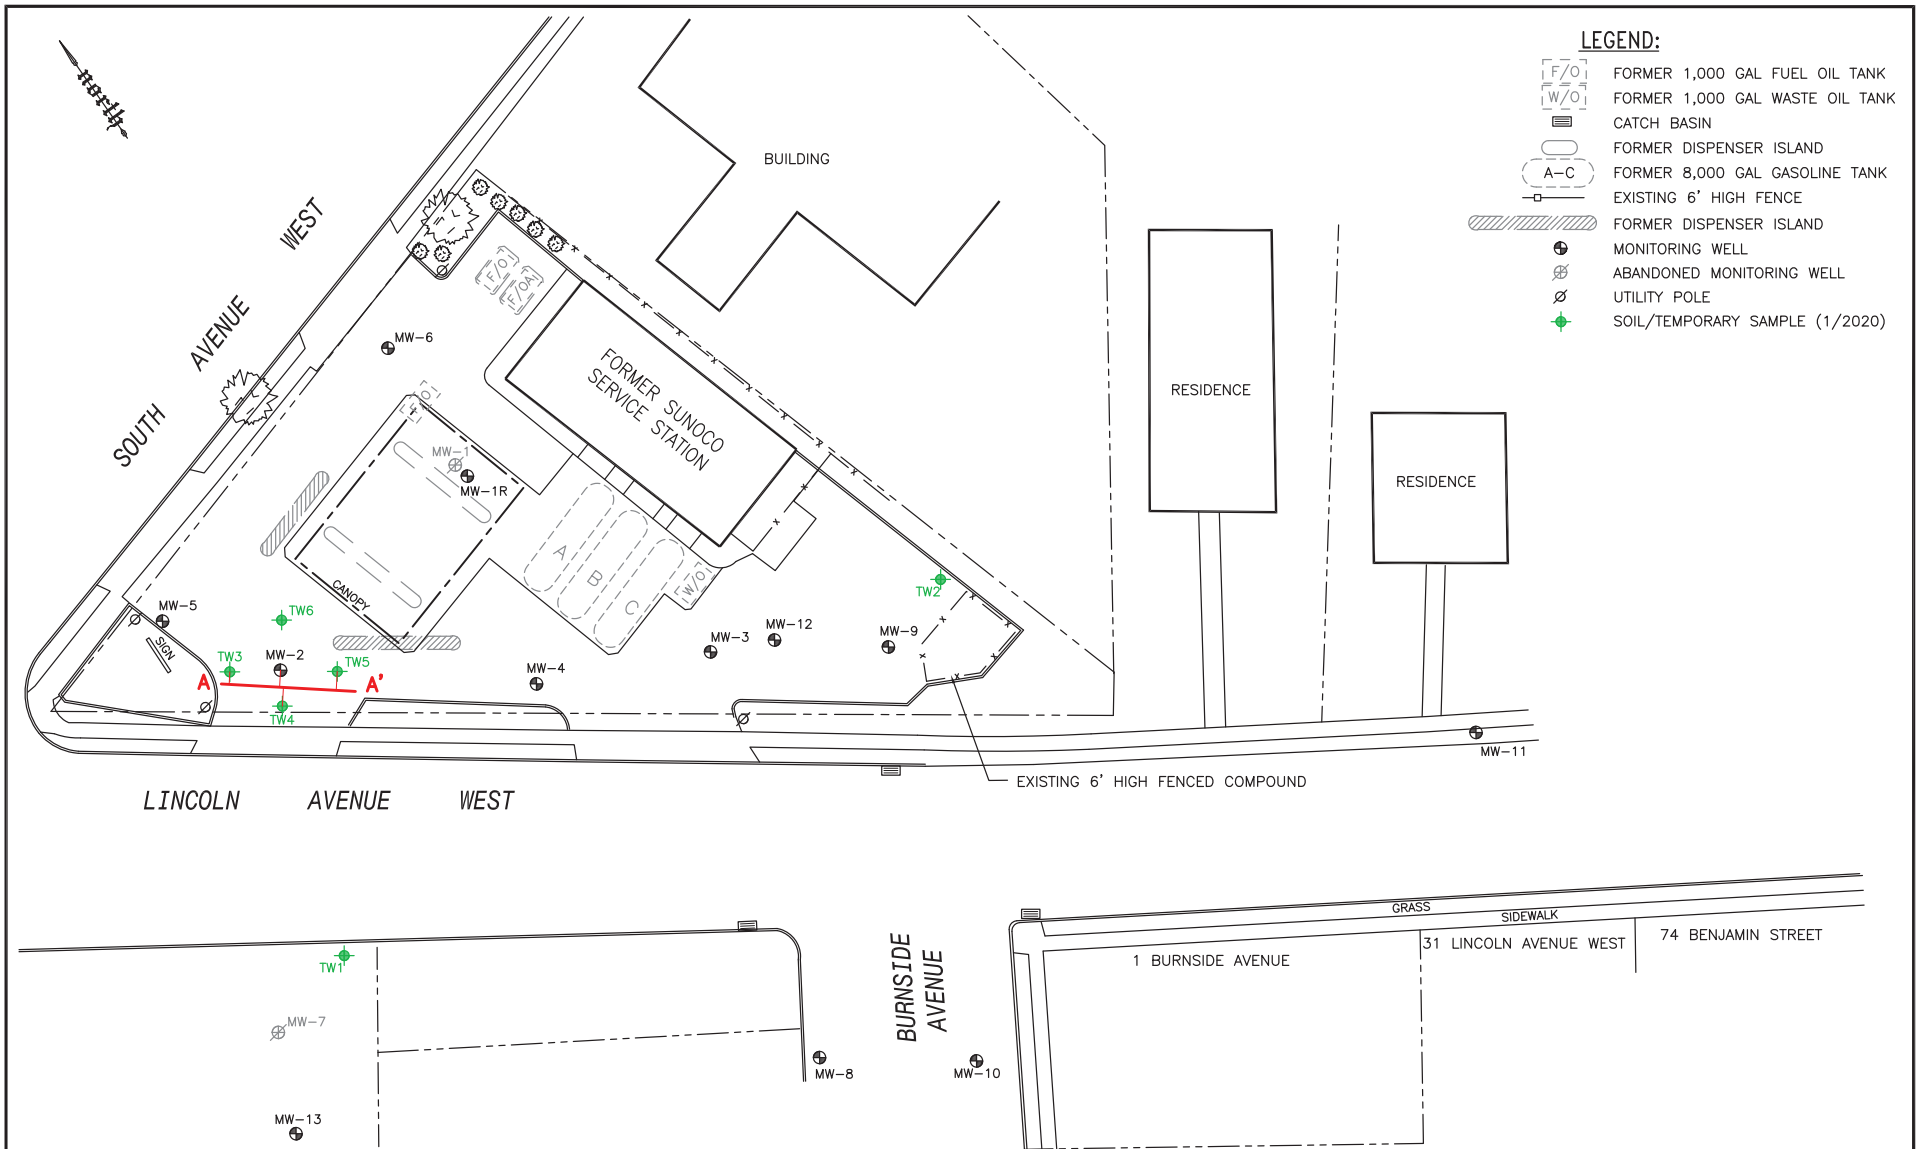 north
LEGEND:
F/O FORMER 1,000 GAL FUEL OIL TANK
W/O FORMER 1,000 GAL WASTE OIL TANK
CATCH BASIN
FORMER DISPENSER ISLAND
A-C FORMER 8,000 GAL GASOLINE TANK
EXISTING 6' HIGH FENCE
FORMER DISPENSER ISLAND
MONITORING WELL
ABANDONED MONITORING WELL
UTILITY POLE
SOIL/TEMPORARY SAMPLE (1/2020)
SOUTH AVENUE WEST
BUILDING
F/O
F/OA
MW-6
FORMER SUNOCO
SERVICE STATION
F/O
MW-1
MW-1R
CANOPY
A
B
C
W/O
RESIDENCE
RESIDENCE
TW2
MW-5
SIGN
TW6
TW3
MW-2
TW5
A
A'
TW4
MW-4
MW-3
MW-12
MW-9
MW-11
EXISTING 6' HIGH FENCED COMPOUND
LINCOLN AVENUE WEST
TW1
MW-7
MW-13
MW-8
BURNSIDE
AVENUE
MW-10
GRASS
SIDEWALK
1 BURNSIDE AVENUE
31 LINCOLN AVENUE WEST
74 BENJAMIN STREET